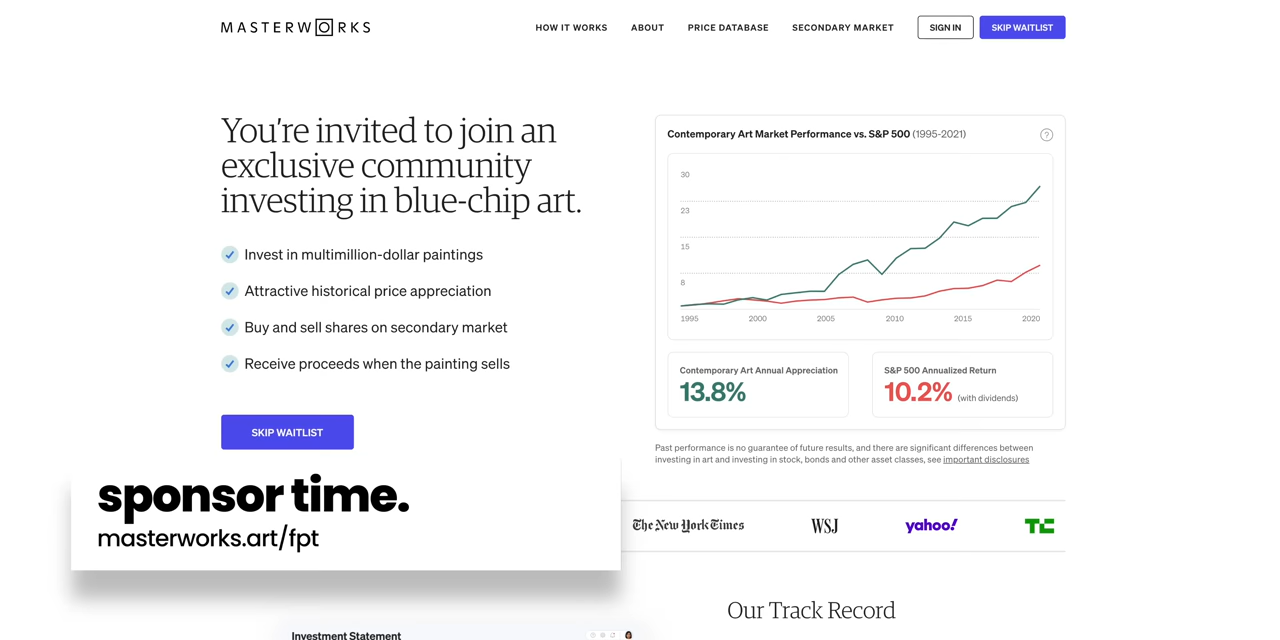 MASTERWORKS
HOW IT WORKS
ABOUT
PRICE DATABASE
SECONDARY MARKET
SIGN IN
SKIP WAITLIST
You're invited to join an
exclusive community
investing in blue-chip art.
Invest in multimillion-dollar paintings
Attractive historical price appreciation
Buy and sell shares on secondary market
Receive proceeds when the painting sells
SKIP WAITLIST
Contemporary Art Market Performance vs. S&P 500 (1995-2021)
?
30
23
15
8
1995 2000 2005 2010 2015 2020
Contemporary Art Annual Appreciation
13.8%
S&P 500 Annualized Return
10.2% (with dividends)
Past performance is no guarantee of future results, and there are significant differences between
investing in art and investing in stock, bonds and other asset classes, see important disclosures
sponsor time.
masterworks.art/fpt
The New York Times
WSJ
yahoo!
TC
Our Track Record
Investment Statement